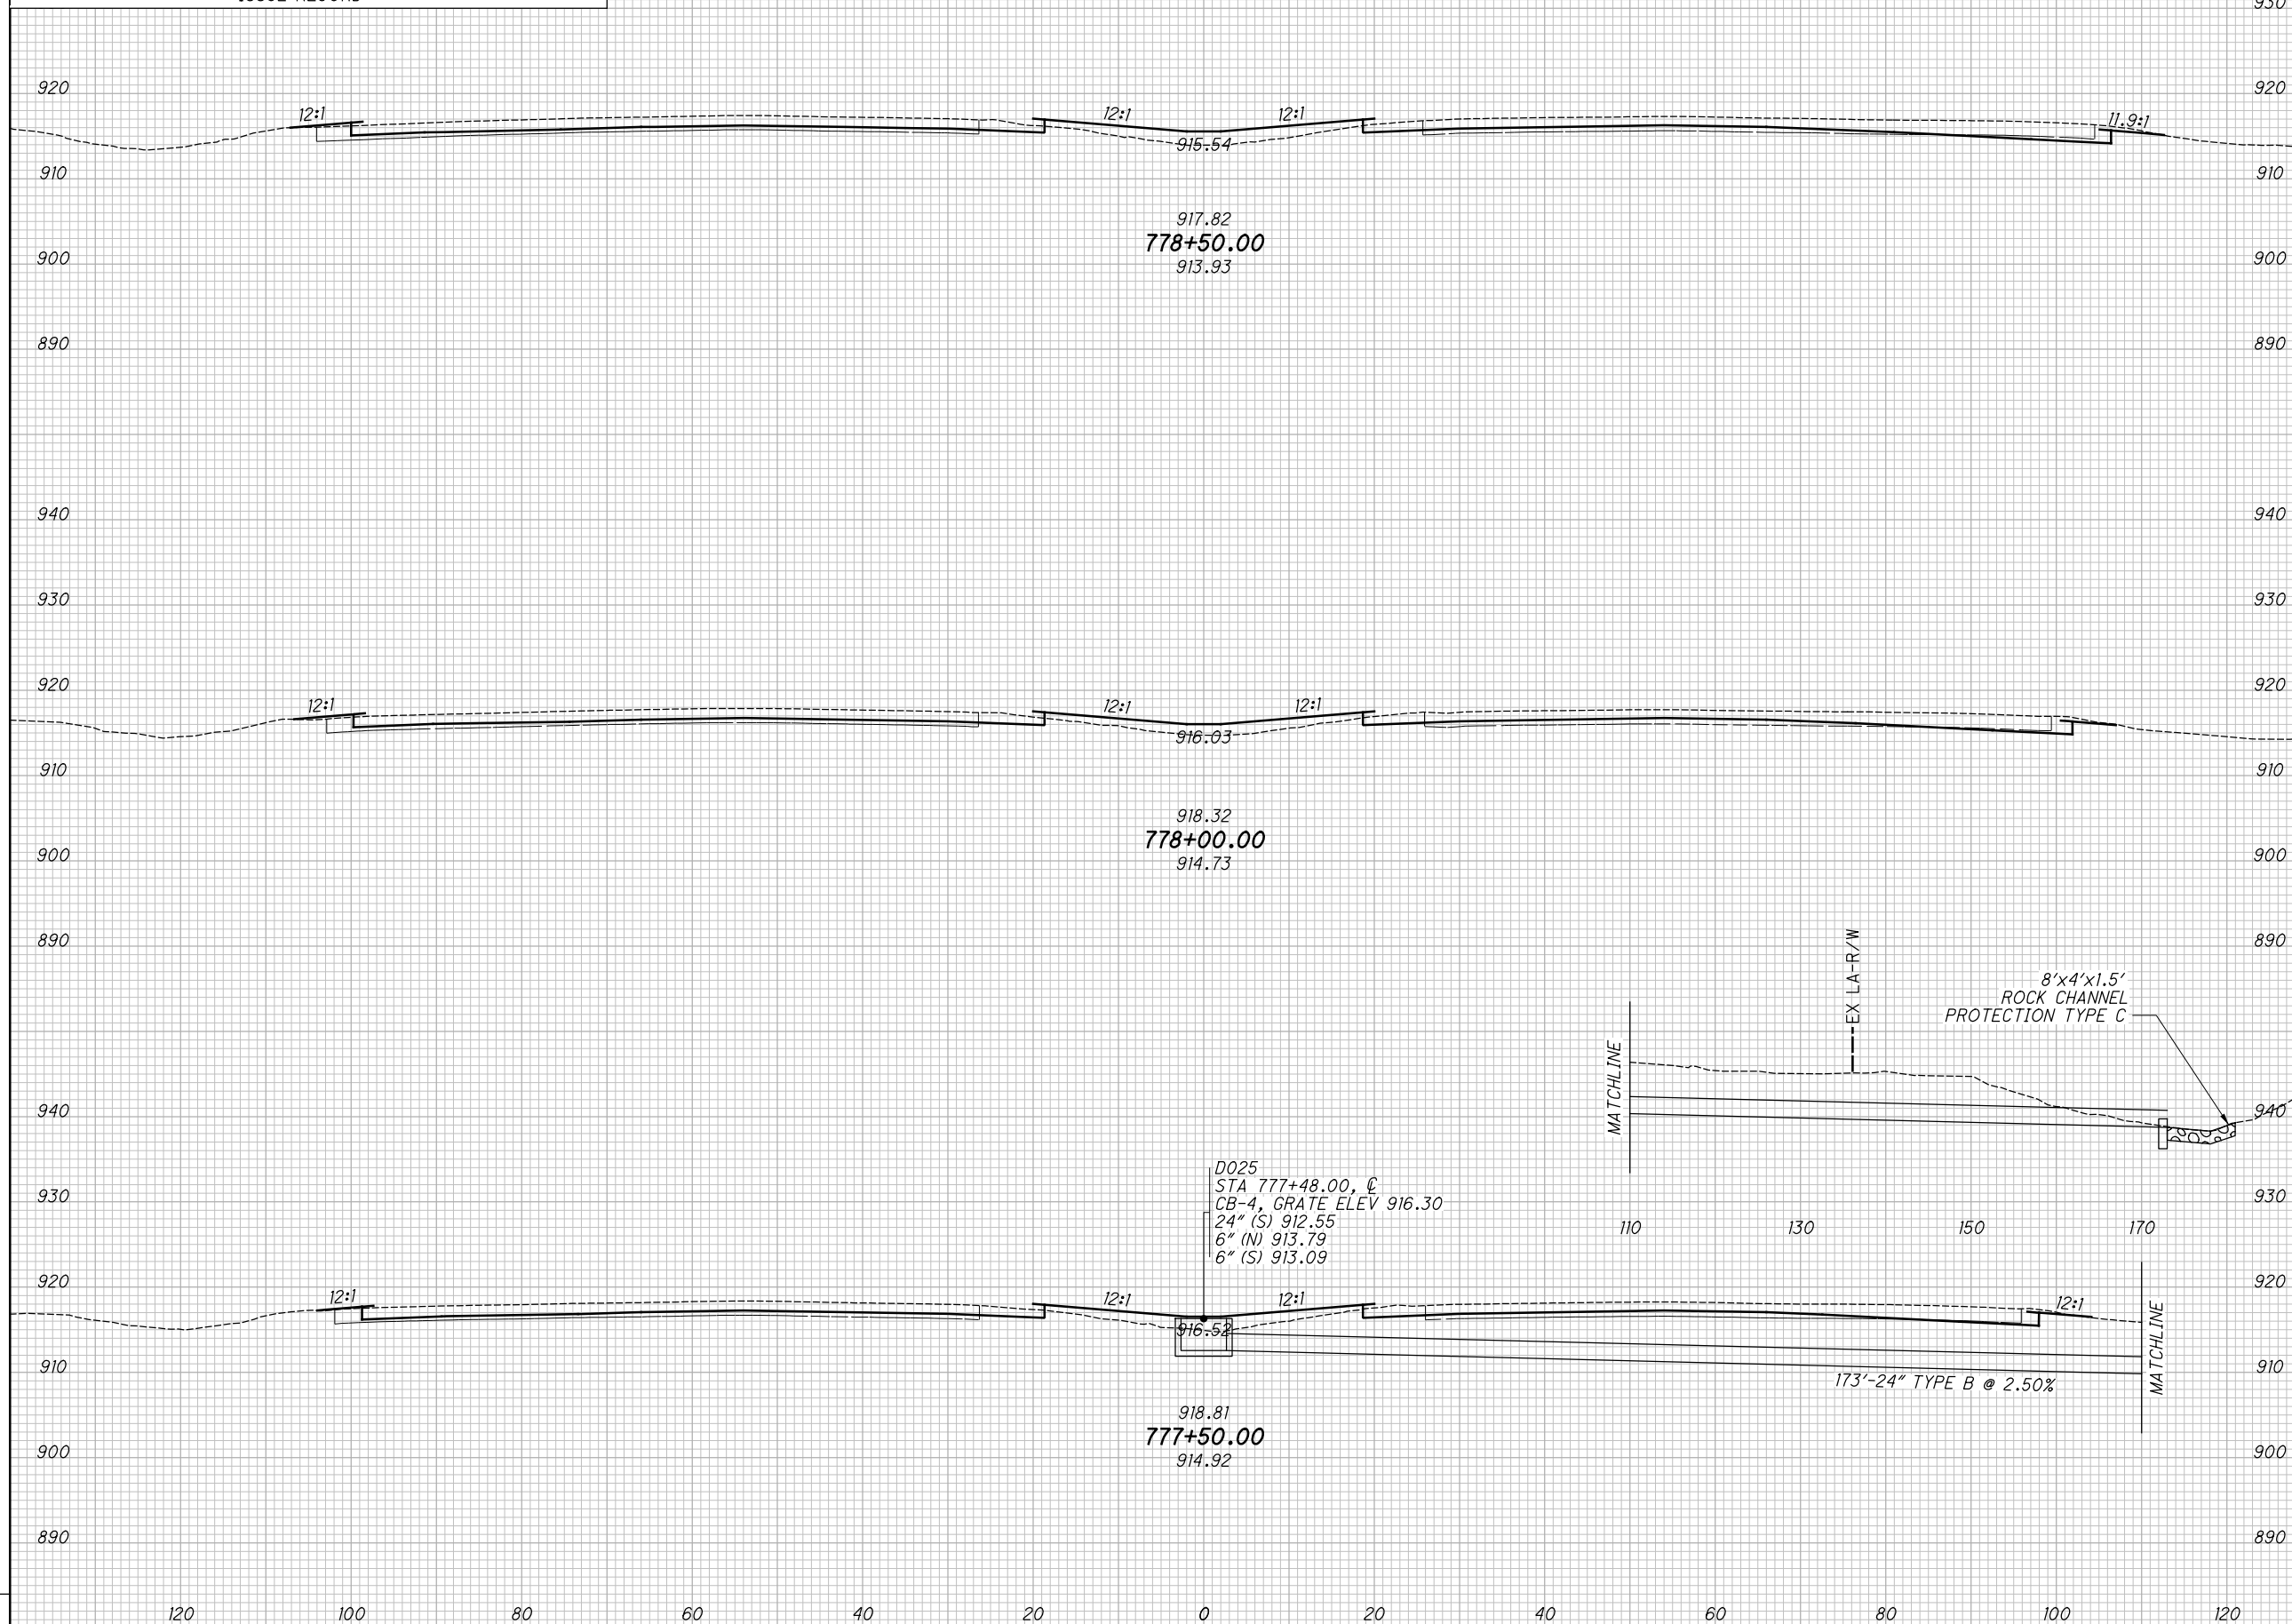 930
920 920
12:1 12:1 12:1 11.9:1
915.54
910 910
917.82
778+50.00
913.93
900 900
890 890
940 940
930 930
920 920
12:1 12:1 12:1
916.03
910 910
918.32
778+00.00
914.73
900 900
890 890
EX LA-R/W
8'x4'x1.5'
ROCK CHANNEL
PROTECTION TYPE C
MATCHLINE
940 940
D025
STA 777+48.00, ℄
CB-4, GRATE ELEV 916.30
24" (S) 912.55
6" (N) 913.79
6" (S) 913.09
930 930
110 130 150 170
920 920
12:1 12:1 12:1 12:1
916.52
MATCHLINE
910 910
173'-24" TYPE B @ 2.50%
918.81
777+50.00
914.92
900 900
890 890
120 100 80 60 40 20 0 20 40 60 80 100 120